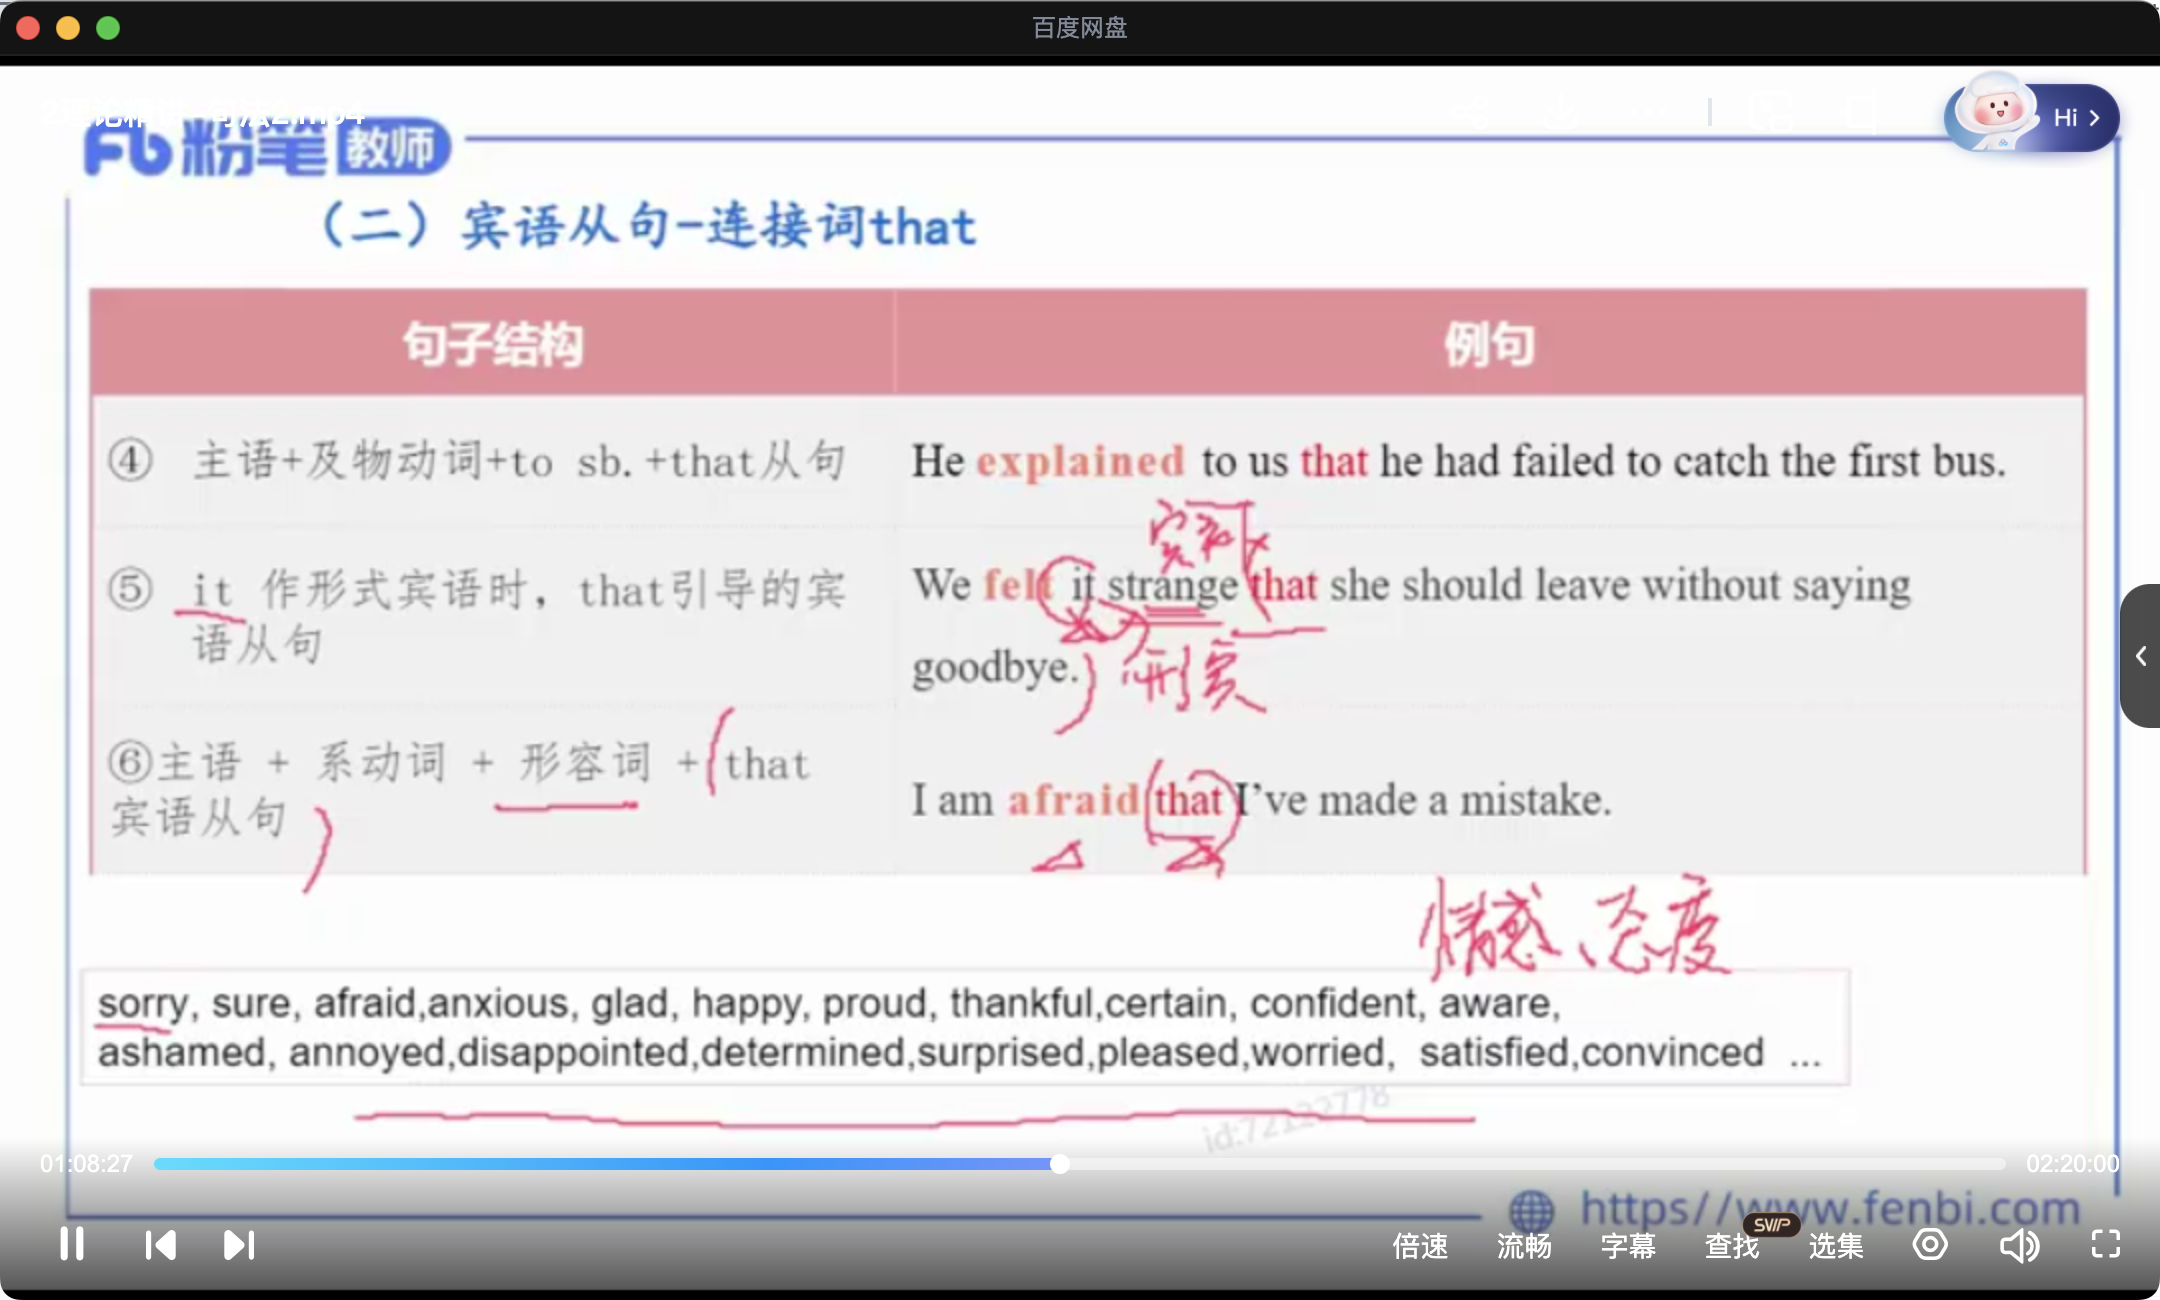 百度网盘
句法2.mp4
Hi
Fb粉笔 教师
（二）宾语从句-连接词that
句子结构 例句
④ 主语+及物动词+to sb.+that从句 He explained to us that he had failed to catch the first bus.
宾补
⑤ it 作形式宾语时，that引导的宾 We felt it strange that she should leave without saying
语从句 goodbye.
形宾
⑥主语 + 系动词 + 形容词 + that
宾语从句 I am afraid that I've made a mistake.
情感、态度
sorry, sure, afraid,anxious, glad, happy, proud, thankful,certain, confident, aware,
ashamed, annoyed,disappointed,determined,surprised,pleased,worried, satisfied,convinced ...
id:72122778
01:08:27 02:20:00
https//www.fenbi.com
SVIP
倍速 流畅 字幕 查找 选集